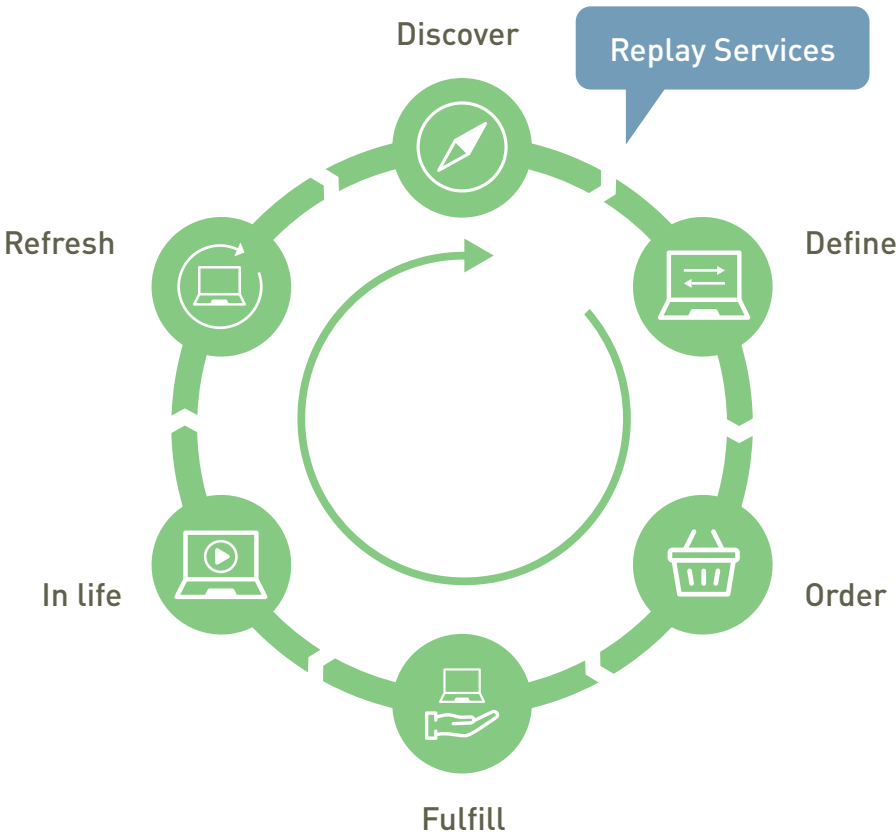 Discover
Replay Services
Refresh
Define
In life
Order
Fulfill